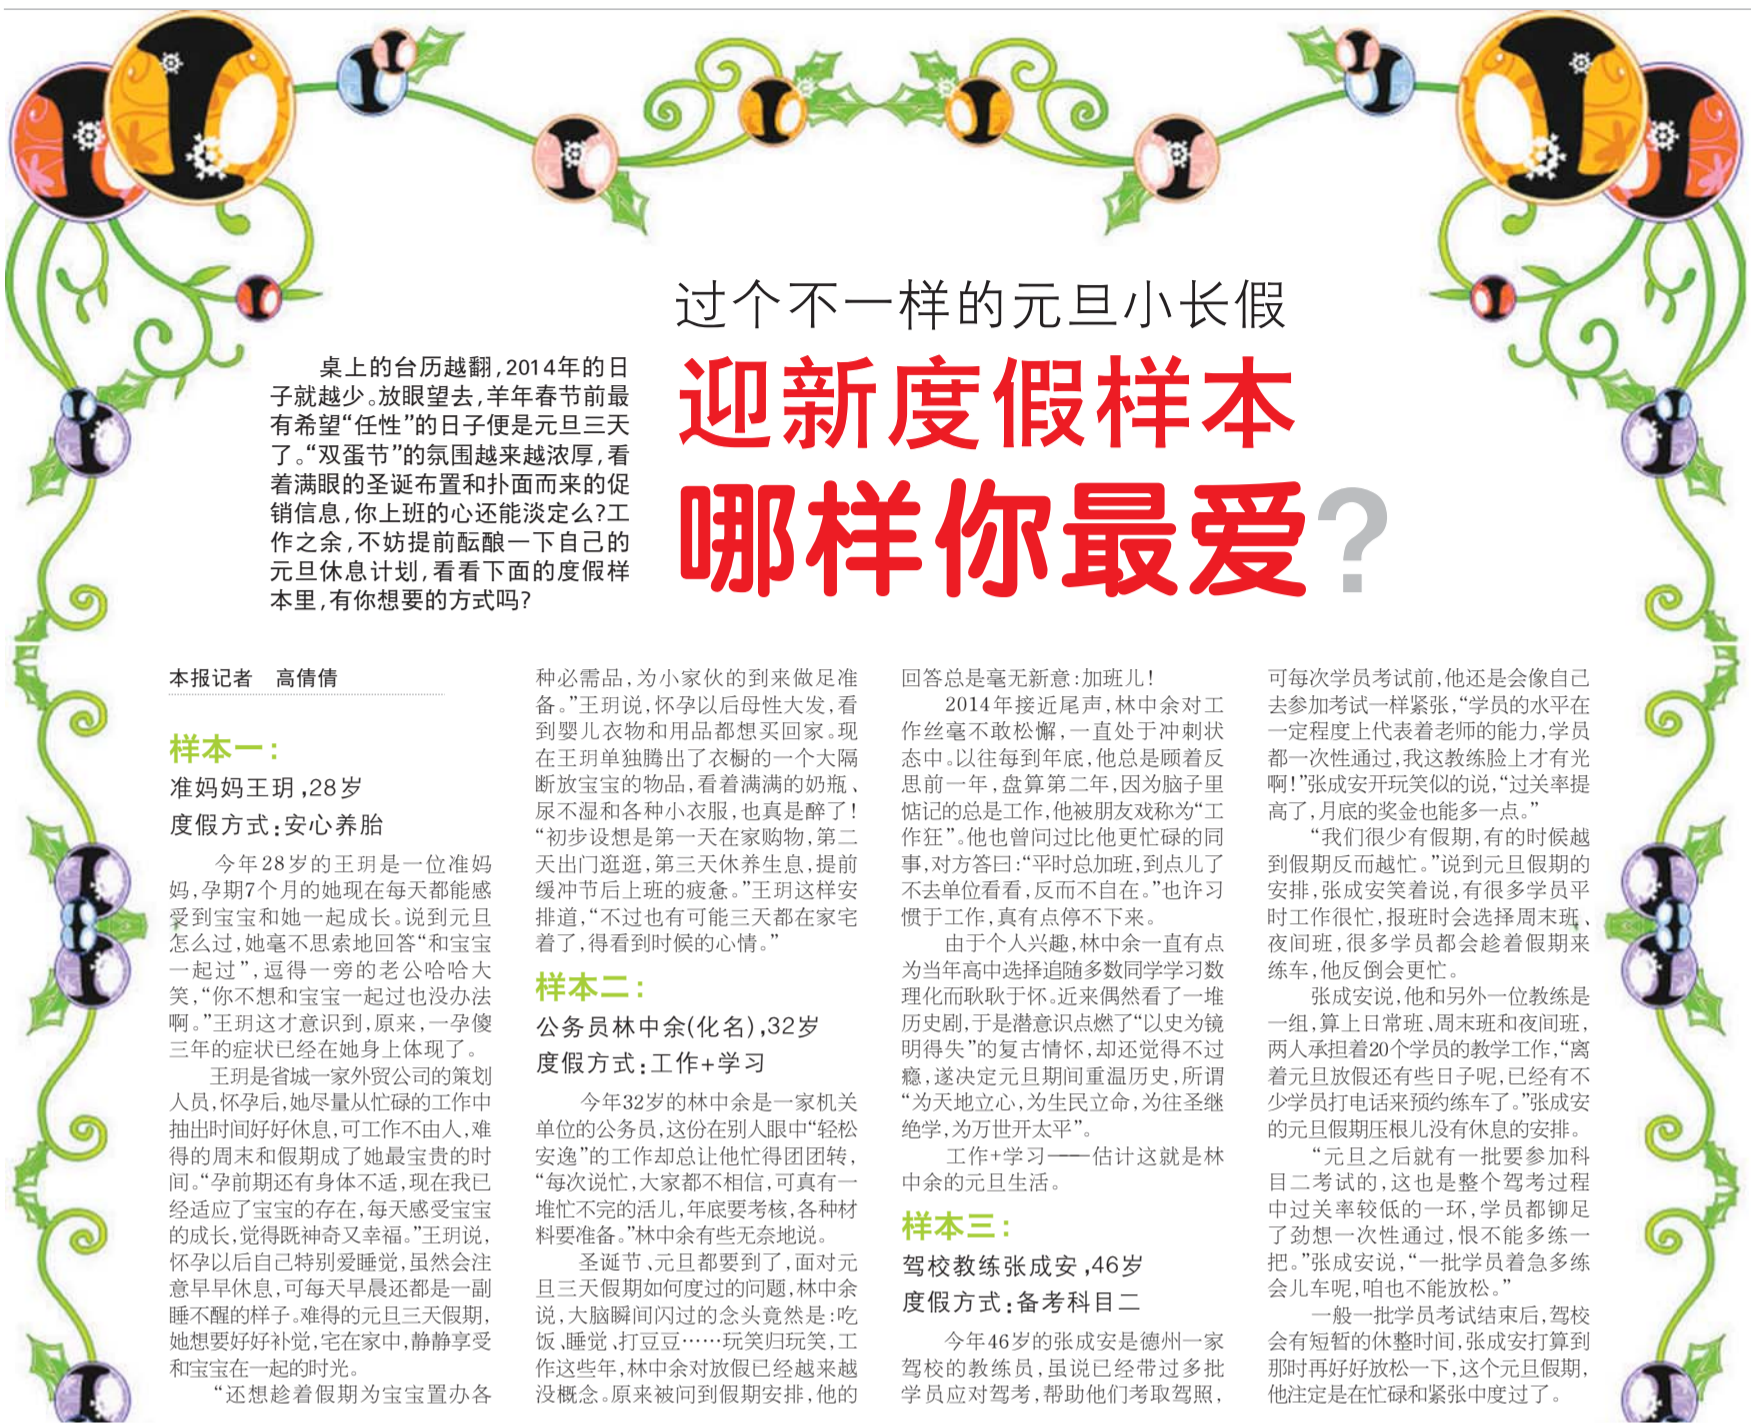 过个不一样的元旦小长假
迎新度假样本
哪样你最爱?
桌上的台历越翻,2014年的日
子就越少。放眼望去,羊年春节前最
有希望“任性”的日子便是元旦三天
了。“双蛋节”的氛围越来越浓厚,看
着满眼的圣诞布置和扑面而来的促
销信息,你上班的心还能淡定么?工
作之余,不妨提前酝酿一下自己的
元旦休息计划,看看下面的度假样
本里,有你想要的方式吗?
本报记者 高倩倩
样本一:
准妈妈王玥,28岁
度假方式:安心养胎
今年28岁的王玥是一位准妈
妈,孕期7个月的她现在每天都能感
受到宝宝和她一起成长。说到元旦
怎么过,她毫不思索地回答“和宝宝
一起过”,逗得一旁的老公哈哈大
笑,“你不想和宝宝一起过也没办法
啊。”王玥这才意识到,原来,一孕傻
三年的症状已经在她身上体现了。
王玥是省城一家外贸公司的策划
人员,怀孕后,她尽量从忙碌的工作中
抽出时间好好休息,可工作不由人,难
得的周末和假期成了她最宝贵的时
间。“孕前期还有身体不适,现在我已
经适应了宝宝的存在,每天感受宝宝
的成长,觉得既神奇又幸福。”王玥说,
怀孕以后自己特别爱睡觉,虽然会注
意早早休息,可每天早晨还都是一副
睡不醒的样子。难得的元旦三天假期,
她想要好好补觉,宅在家中,静静享受
和宝宝在一起的时光。
“还想趁着假期为宝宝置办各
种必需品,为小家伙的到来做足准
备。”王玥说,怀孕以后母性大发,看
到婴儿衣物和用品都想买回家。现
在王玥单独腾出了衣橱的一个大隔
断放宝宝的物品,看着满满的奶瓶、
尿不湿和各种小衣服,也真是醉了!
“初步设想是第一天在家购物,第二
天出门逛逛,第三天休养生息,提前
缓冲节后上班的疲惫。”王玥这样安
排道,“不过也有可能三天都在家宅
着了,得看到时候的心情。”
样本二:
公务员林中余(化名),32岁
度假方式:工作+学习
今年32岁的林中余是一家机关
单位的公务员,这份在别人眼中“轻松
安逸”的工作却总让他忙得团团转,
“每次说忙,大家都不相信,可真有一
堆忙不完的活儿,年底要考核,各种材
料要准备。”林中余有些无奈地说。
圣诞节、元旦都要到了,面对元
旦三天假期如何度过的问题,林中余
说,大脑瞬间闪过的念头竟然是:吃
饭、睡觉、打豆豆……玩笑归玩笑,工
作这些年,林中余对放假已经越来越
没概念。原来被问到假期安排,他的
回答总是毫无新意:加班儿!
2014年接近尾声,林中余对工
作丝毫不敢松懈,一直处于冲刺状
态中。以往每到年底,他总是顾着反
思前一年,盘算第二年,因为脑子里
惦记的总是工作,他被朋友戏称为“工
作狂”。他也曾问过比他更忙碌的同
事,对方答曰:“平时总加班,到点儿了
不去单位看看,反而不自在。”也许习
惯于工作,真有点停不下来。
由于个人兴趣,林中余一直有点
为当年高中选择追随多数同学学习数
理化而耿耿于怀。近来偶然看了一堆
历史剧,于是潜意识点燃了“以史为镜
明得失”的复古情怀,却还觉得不过
瘾,遂决定元旦期间重温历史,所谓
“为天地立心,为生民立命,为往圣继
绝学,为万世开太平”。
工作+学习——估计这就是林
中余的元旦生活。
样本三:
驾校教练张成安,46岁
度假方式:备考科目二
今年46岁的张成安是德州一家
驾校的教练员,虽说已经带过多批
学员应对驾考,帮助他们考取驾照,
可每次学员考试前,他还是会像自己
去参加考试一样紧张,“学员的水平在
一定程度上代表着老师的能力,学员
都一次性通过,我这教练脸上才有光
啊!”张成安开玩笑似的说,“过关率提
高了,月底的奖金也能多一点。”
“我们很少有假期,有的时候越
到假期反而越忙。”说到元旦假期的
安排,张成安笑着说,有很多学员平
时工作很忙,报班时会选择周末班、
夜间班,很多学员都会趁着假期来
练车,他反倒会更忙。
张成安说,他和另外一位教练是
一组,算上日常班、周末班和夜间班,
两人承担着20个学员的教学工作,“离
着元旦放假还有些日子呢,已经有不
少学员打电话来预约练车了。”张成安
的元旦假期压根儿没有休息的安排。
“元旦之后就有一批要参加科
目二考试的,这也是整个驾考过程
中过关率较低的一环,学员都铆足
了劲想一次性通过,恨不能多练一
把。”张成安说,“一批学员着急多练
会儿车呢,咱也不能放松。”
一般一批学员考试结束后,驾校
会有短暂的休整时间,张成安打算到
那时再好好放松一下,这个元旦假期,
他注定是在忙碌和紧张中度过了。